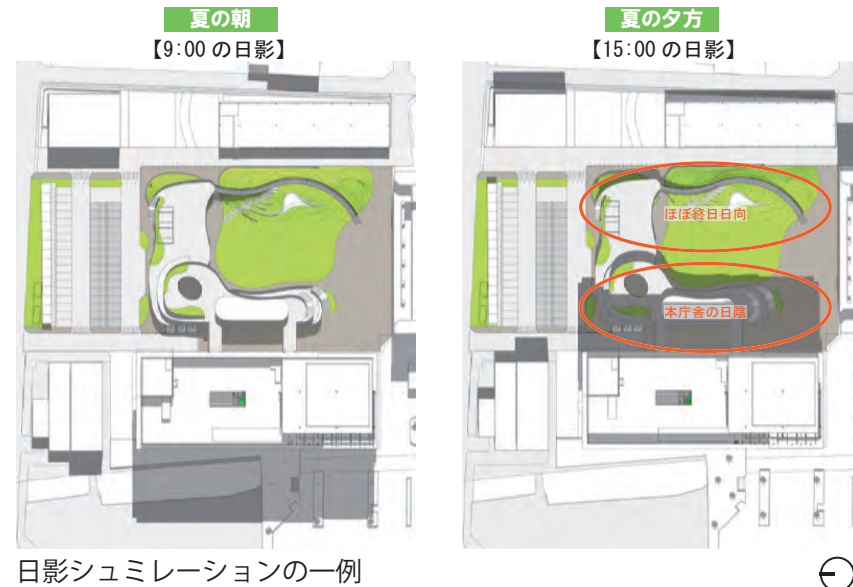 夏の朝
【9:00 の日影】
夏の夕方
【15:00 の日影】
ほぼ終日日向
本庁舎の日陰
日影シュミレーションの一例